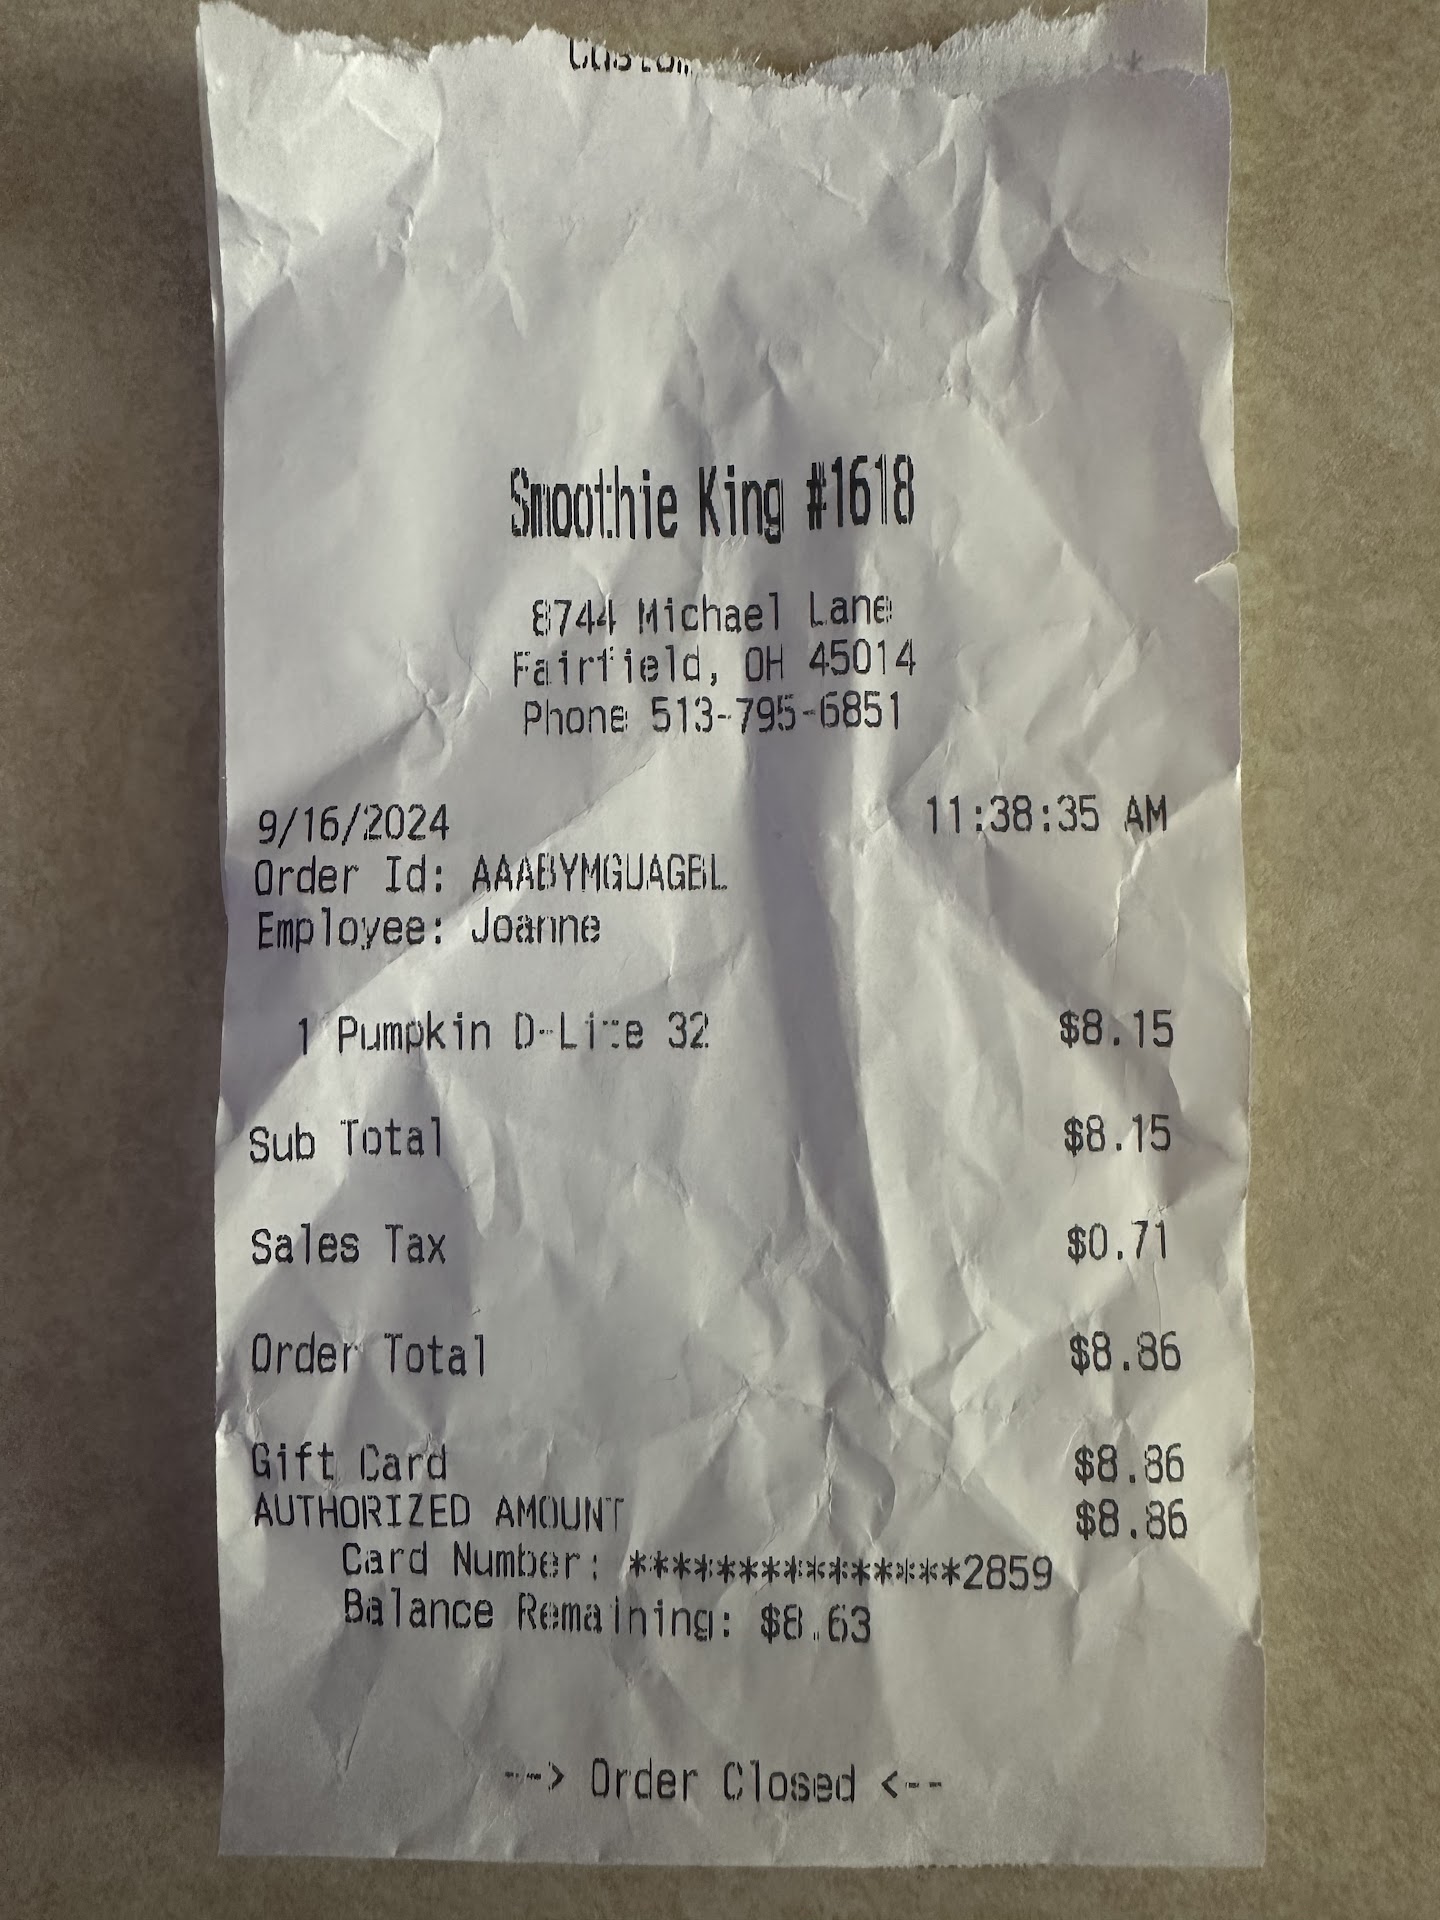 Smoothie King #1618
8744 Michael Lane
Fairfield, OH 45014
Phone 513-795-6851
9/16/2024 11:38:35 AM
Order Id: AAABYMGUAGBL
Employee: Joanne
1 Pumpkin D-Lite 32 $8.15
Sub Total $8.15
Sales Tax $0.71
Order Total $8.86
Gift Card $8.86
AUTHORIZED AMOUNT $8.86
Card Number: ***************2859
Balance Remaining: $8.63
--> Order Closed <--